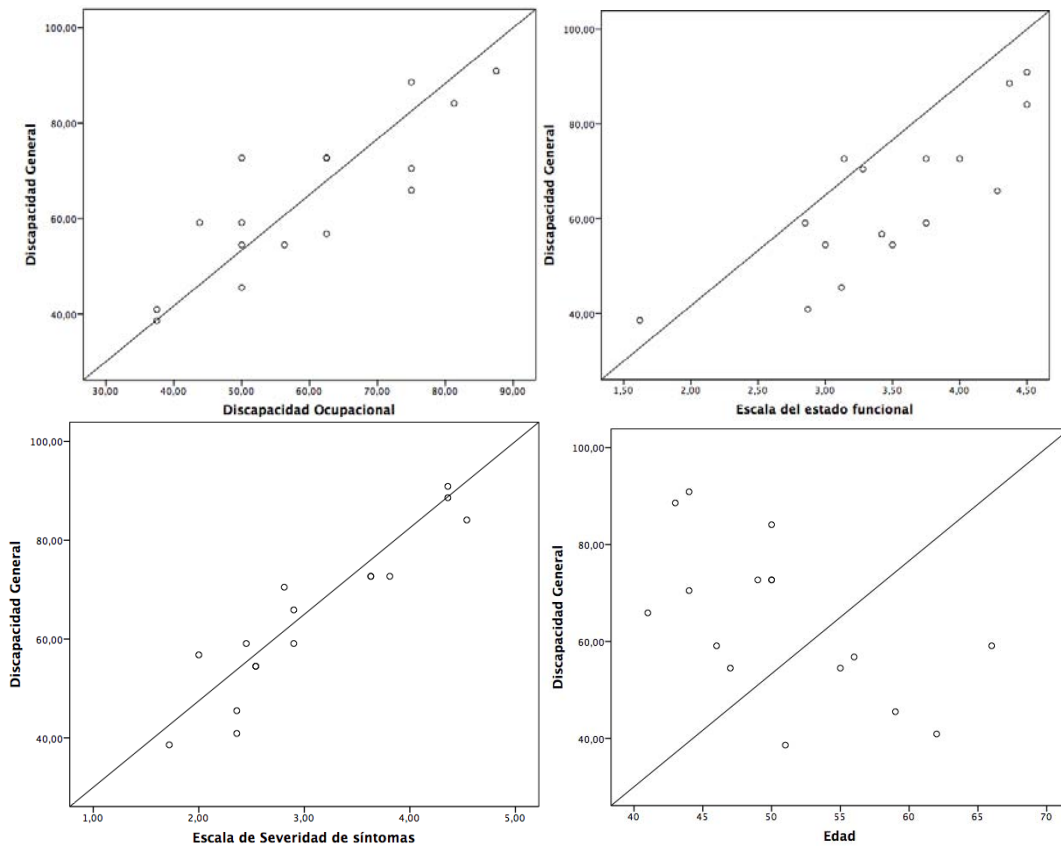 100,00
80,00
60,00
40,00
Discapacidad General
30,00 40,00 50,00 60,00 70,00 80,00 90,00
Discapacidad Ocupacional
100,00
80,00
60,00
40,00
Discapacidad General
1,50 2,00 2,50 3,00 3,50 4,00 4,50
Escala del estado funcional
100,00
80,00
60,00
40,00
Discapacidad General
1,00 2,00 3,00 4,00 5,00
Escala de Severidad de síntomas
100,00
80,00
60,00
40,00
Discapacidad General
40 45 50 55 60 65 70
Edad